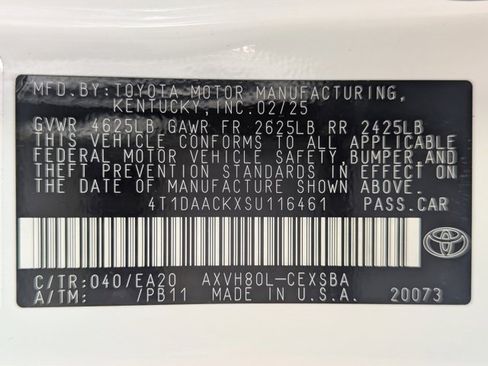 MFD.BY:TOYOTA MOTOR MANUFACTURING,
KENTUCKY, INC.02/25
GVWR 4625LB GAWR FR 2625LB RR 2425LB
THIS VEHICLE CONFORMS TO ALL APPLICABLE
FEDERAL MOTOR VEHICLE SAFETY,BUMPER,AND
THEFT PREVENTION STANDARDS IN EFFECT ON
THE DATE OF MANUFACTURE SHOWN ABOVE.
4T1DAACKXSU116461 PASS.CAR
C/TR:040/EA20 AXVH80L-CEXSBA
A/TM: /PB11 MADE IN U.S.A. 20073